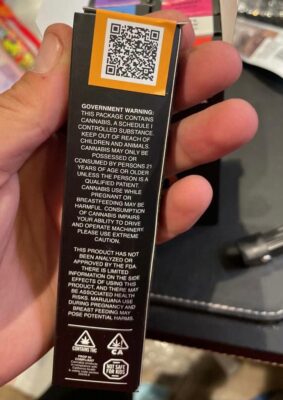 GOVERNMENT WARNING:
THIS PACKAGE CONTAINS
CANNABIS, A SCHEDULE I
CONTROLLED SUBSTANCE.
KEEP OUT OF REACH OF
CHILDREN AND ANIMALS.
CANNABIS MAY ONLY BE
POSSESSED OR
CONSUMED BY PERSONS 21
YEARS OF AGE OR OLDER
UNLESS THE PERSON IS A
QUALIFIED PATIENT.
CANNABIS USE WHILE
PREGNANT OR
BREASTFEEDING MAY BE
HARMFUL. CONSUMPTION
OF CANNABIS IMPAIRS
YOUR ABILITY TO DRIVE
AND OPERATE MACHINERY.
PLEASE USE EXTREME
CAUTION.
THIS PRODUCT HAS NOT
BEEN ANALYZED OR
APPROVED BY THE FDA.
THERE IS LIMITED
INFORMATION ON THE SIDE
EFFECTS OF USING THIS
PRODUCT, AND THERE MAY
BE ASSOCIATED HEALTH
RISKS. MARIJUANA USE
DURING PREGNANCY AND
BREAST FEEDING MAY
POSE POTENTIAL HARMS.
CONTAINS THC
CA
PROP 64
COMPLIANT
NOT SAFE
FOR KIDS